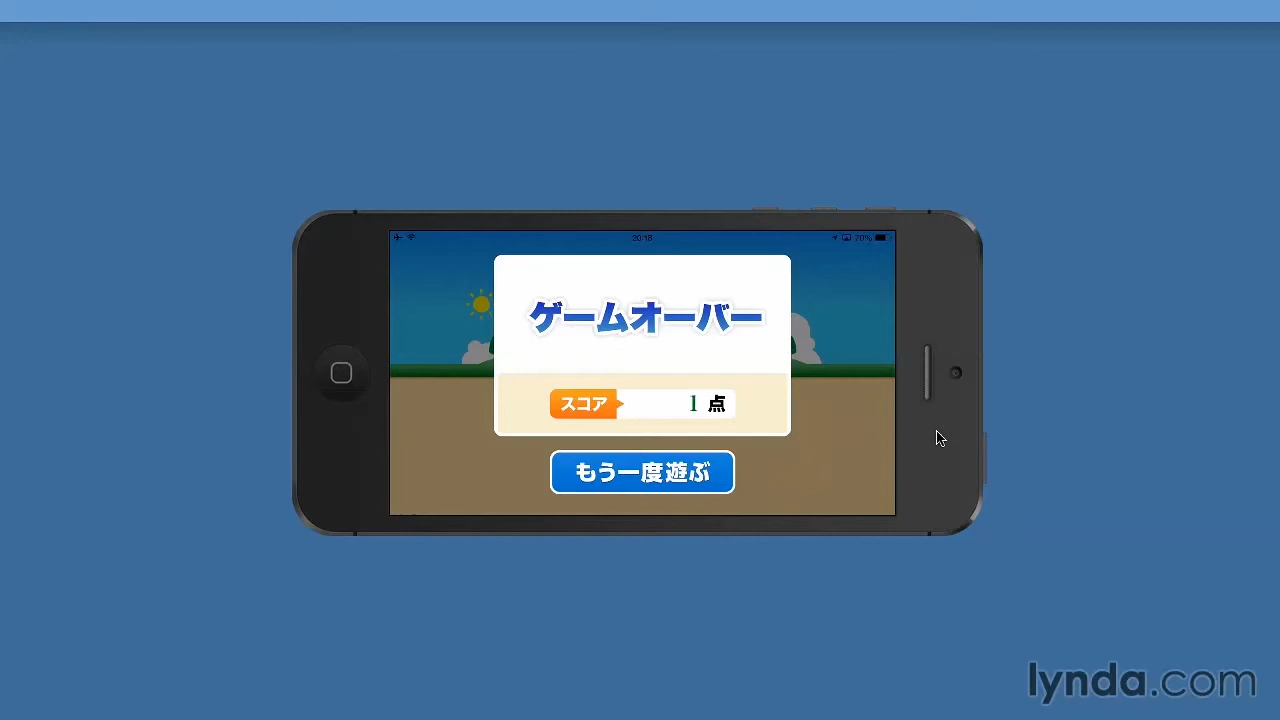 20:18
70%
ゲームオーバー
スコア 1 点
もう一度遊ぶ
lynda.com